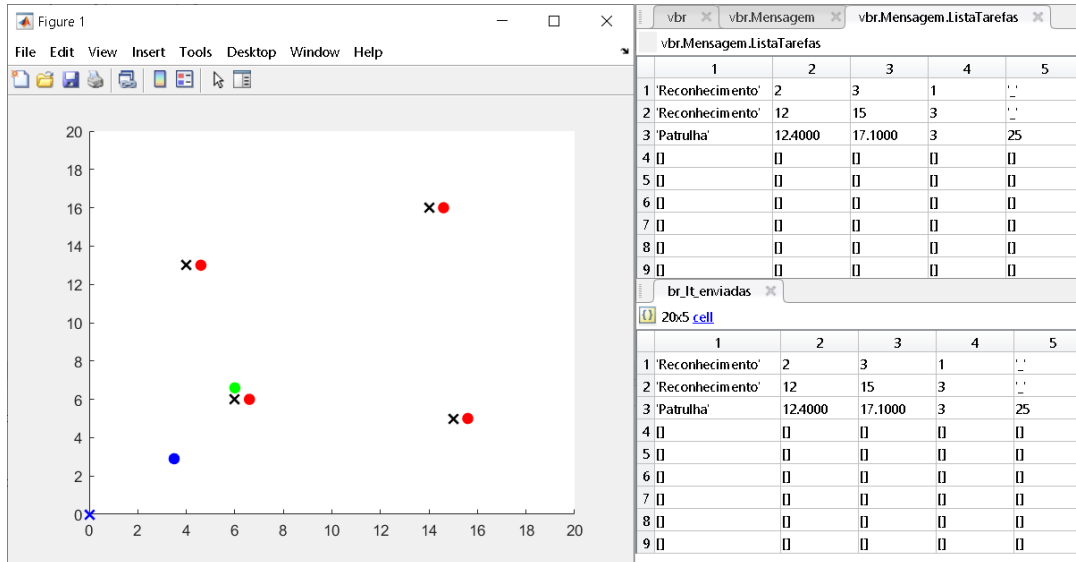 Figure 1
File Edit View Insert Tools Desktop Window Help
20
18
16
14
12
10
8
6
4
2
0
0 2 4 6 8 10 12 14 16 18 20
vbr vbr.Mensagem vbr.Mensagem.ListaTarefas
vbr.Mensagem.ListaTarefas
1 2 3 4 5
1 'Reconhecimento' 2 3 1 '_'
2 'Reconhecimento' 12 15 3 '_'
3 'Patrulha' 12.4000 17.1000 3 25
4 [] [] [] [] []
5 [] [] [] [] []
6 [] [] [] [] []
7 [] [] [] [] []
8 [] [] [] [] []
9 [] [] [] [] []
br_lt_enviadas
{} 20x5 cell
1 2 3 4 5
1 'Reconhecimento' 2 3 1 '_'
2 'Reconhecimento' 12 15 3 '_'
3 'Patrulha' 12.4000 17.1000 3 25
4 [] [] [] [] []
5 [] [] [] [] []
6 [] [] [] [] []
7 [] [] [] [] []
8 [] [] [] [] []
9 [] [] [] [] []